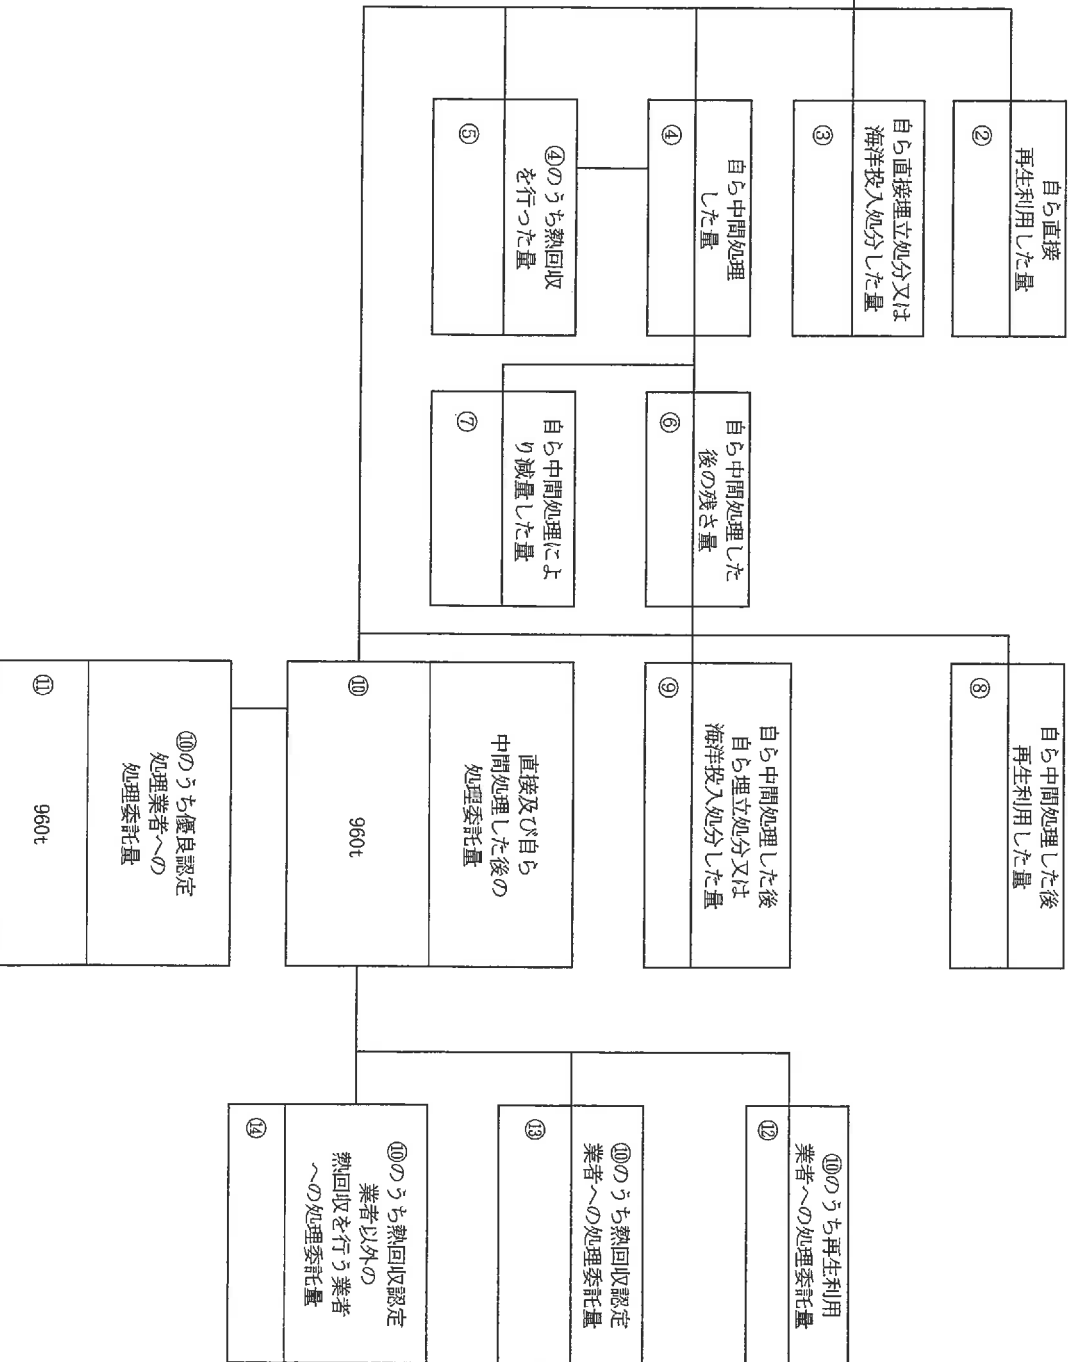 自ら直接
再生利用した量
②
自ら直接埋立処分又は
海洋投入処分した量
③
自ら中間処理
した量
④
④のうち熱回収
を行った量
⑤
自ら中間処理した
後の残さ量
⑥
自ら中間処理によ
り減量した量
⑦
自ら中間処理した後
再生利用した量
⑧
自ら中間処理した後
自ら埋立処分又は
海洋投入処分した量
⑨
直接及び自ら
中間処理した後の
処理委託量
⑩
960t
⑩のうち優良認定
処理業者への
処理委託量
⑪
960t
⑩のうち再生利用
業者への処理委託量
⑫
⑩のうち熱回収認定
業者への処理委託量
⑬
⑩のうち熱回収認定
業者以外の
熱回収を行う業者
への処理委託量
⑭